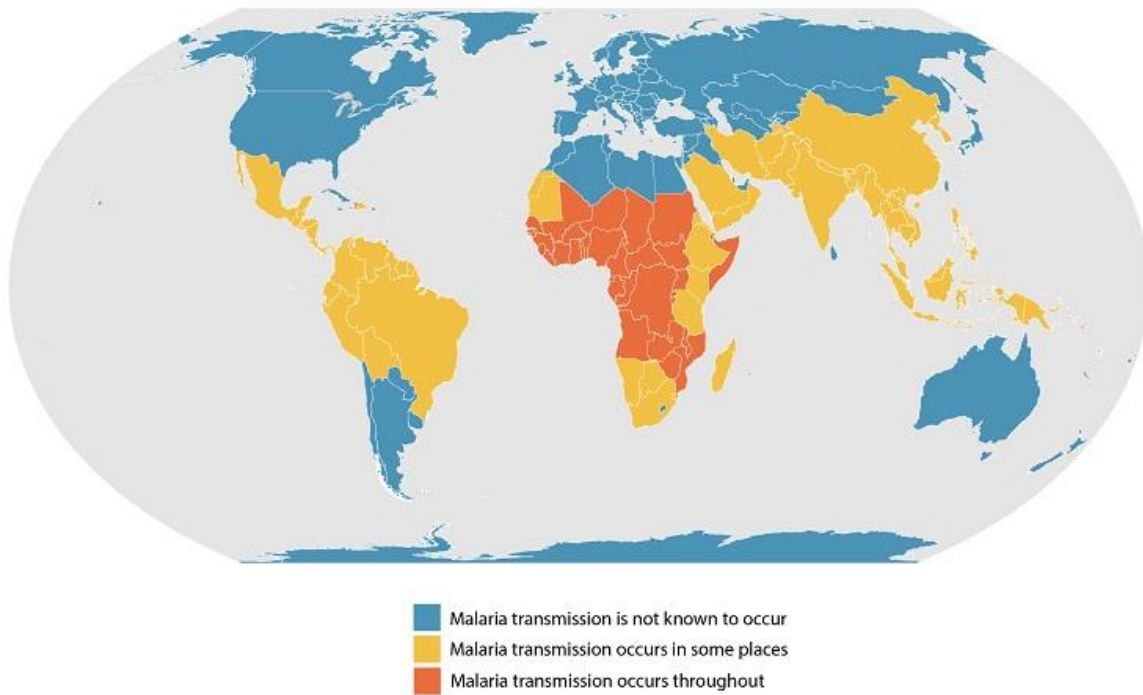 Malaria transmission is not known to occur
Malaria transmission occurs in some places
Malaria transmission occurs throughout